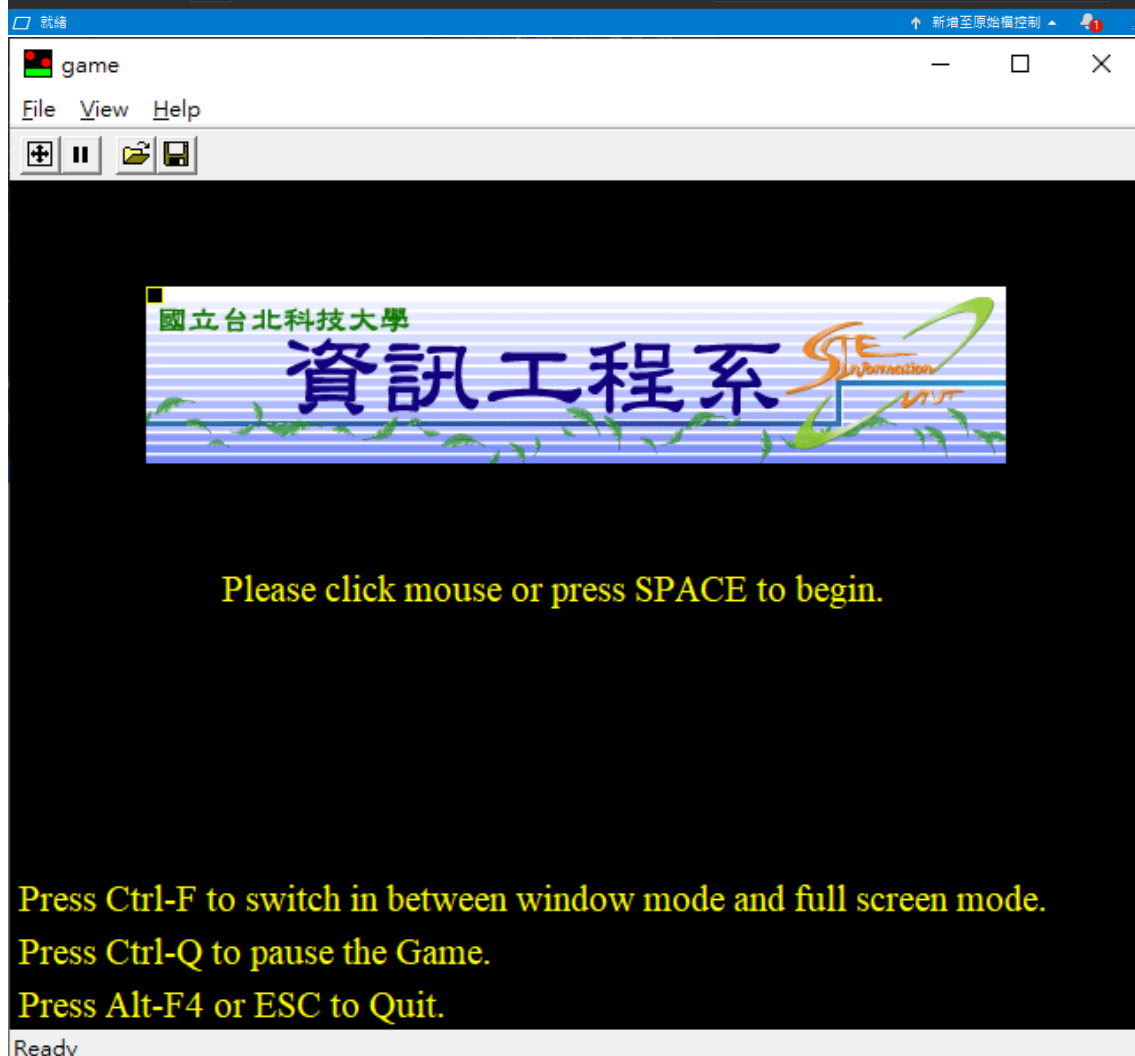 就緒
新增至原始檔控制
1
game
File View Help
國立台北科技大學
資訊工程系
Information
Please click mouse or press SPACE to begin.
Press Ctrl-F to switch in between window mode and full screen mode.
Press Ctrl-Q to pause the Game.
Press Alt-F4 or ESC to Quit.
Ready